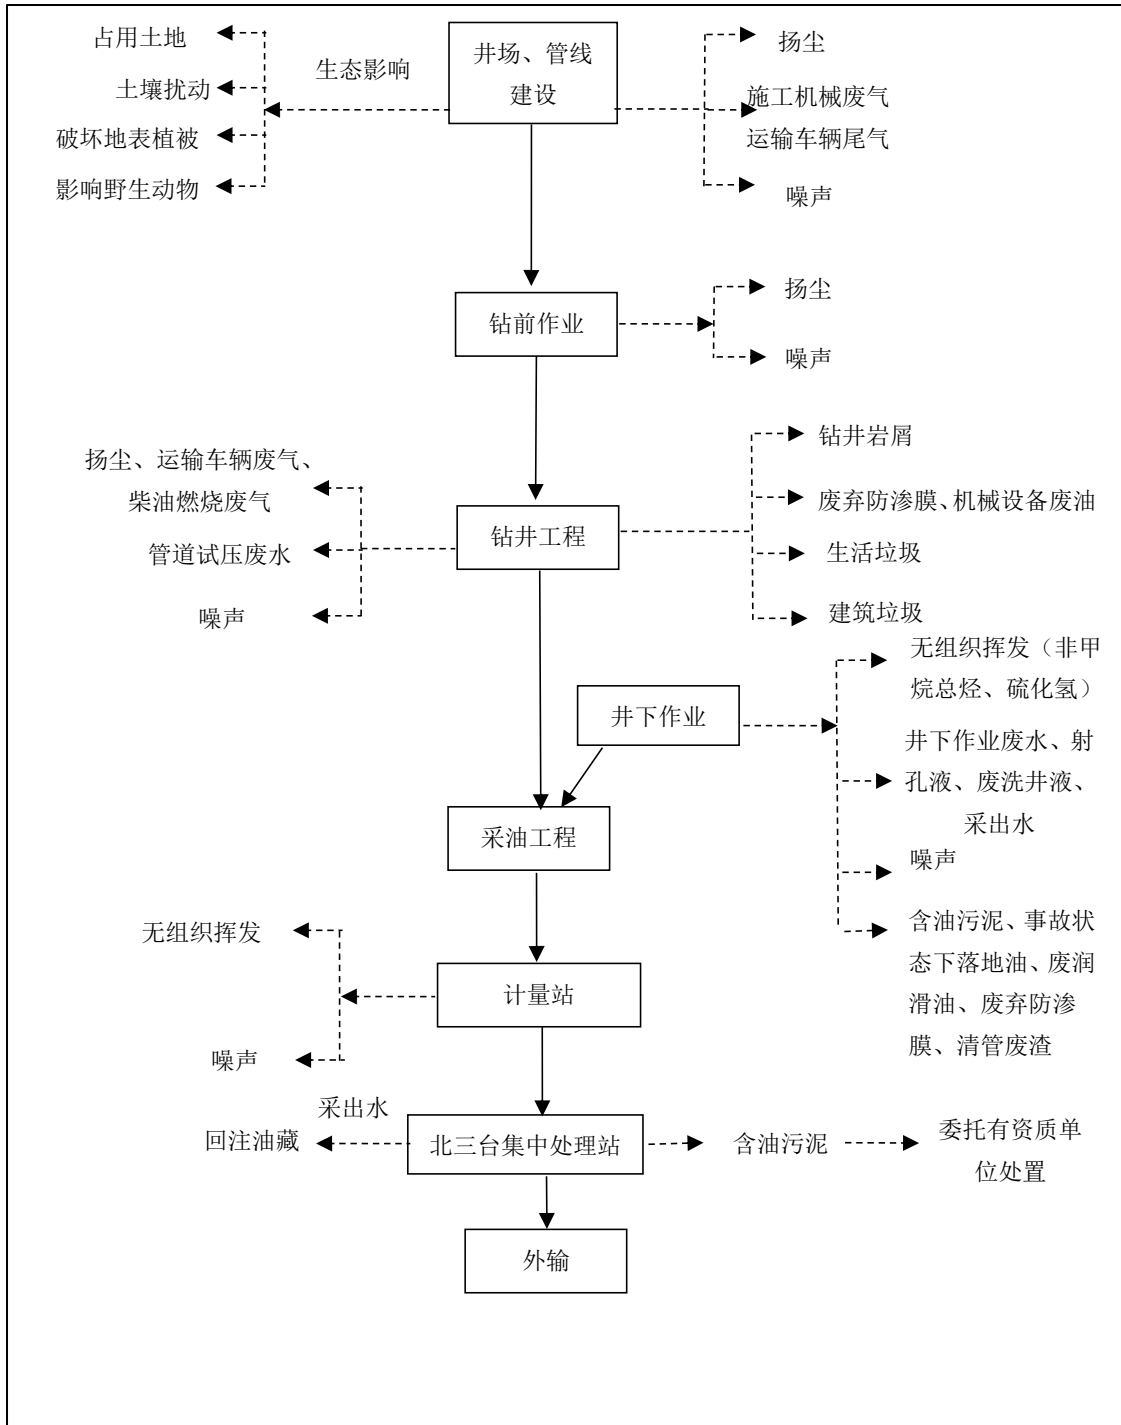 占用土地
土壤扰动
破坏地表植被
影响野生动物
生态影响
井场、管线
建设
扬尘
施工机械废气
运输车辆尾气
噪声
钻前作业
扬尘
噪声
扬尘、运输车辆废气、
柴油燃烧废气
管道试压废水
噪声
钻井工程
钻井岩屑
废弃防渗膜、机械设备废油
生活垃圾
建筑垃圾
井下作业
无组织挥发（非甲
烷总烃、硫化氢）
井下作业废水、射
孔液、废洗井液、
采出水
噪声
含油污泥、事故状
态下落地油、废润
滑油、废弃防渗
膜、清管废渣
采油工程
无组织挥发
噪声
计量站
采出水
回注油藏
北三台集中处理站
含油污泥
委托有资质单
位处置
外输